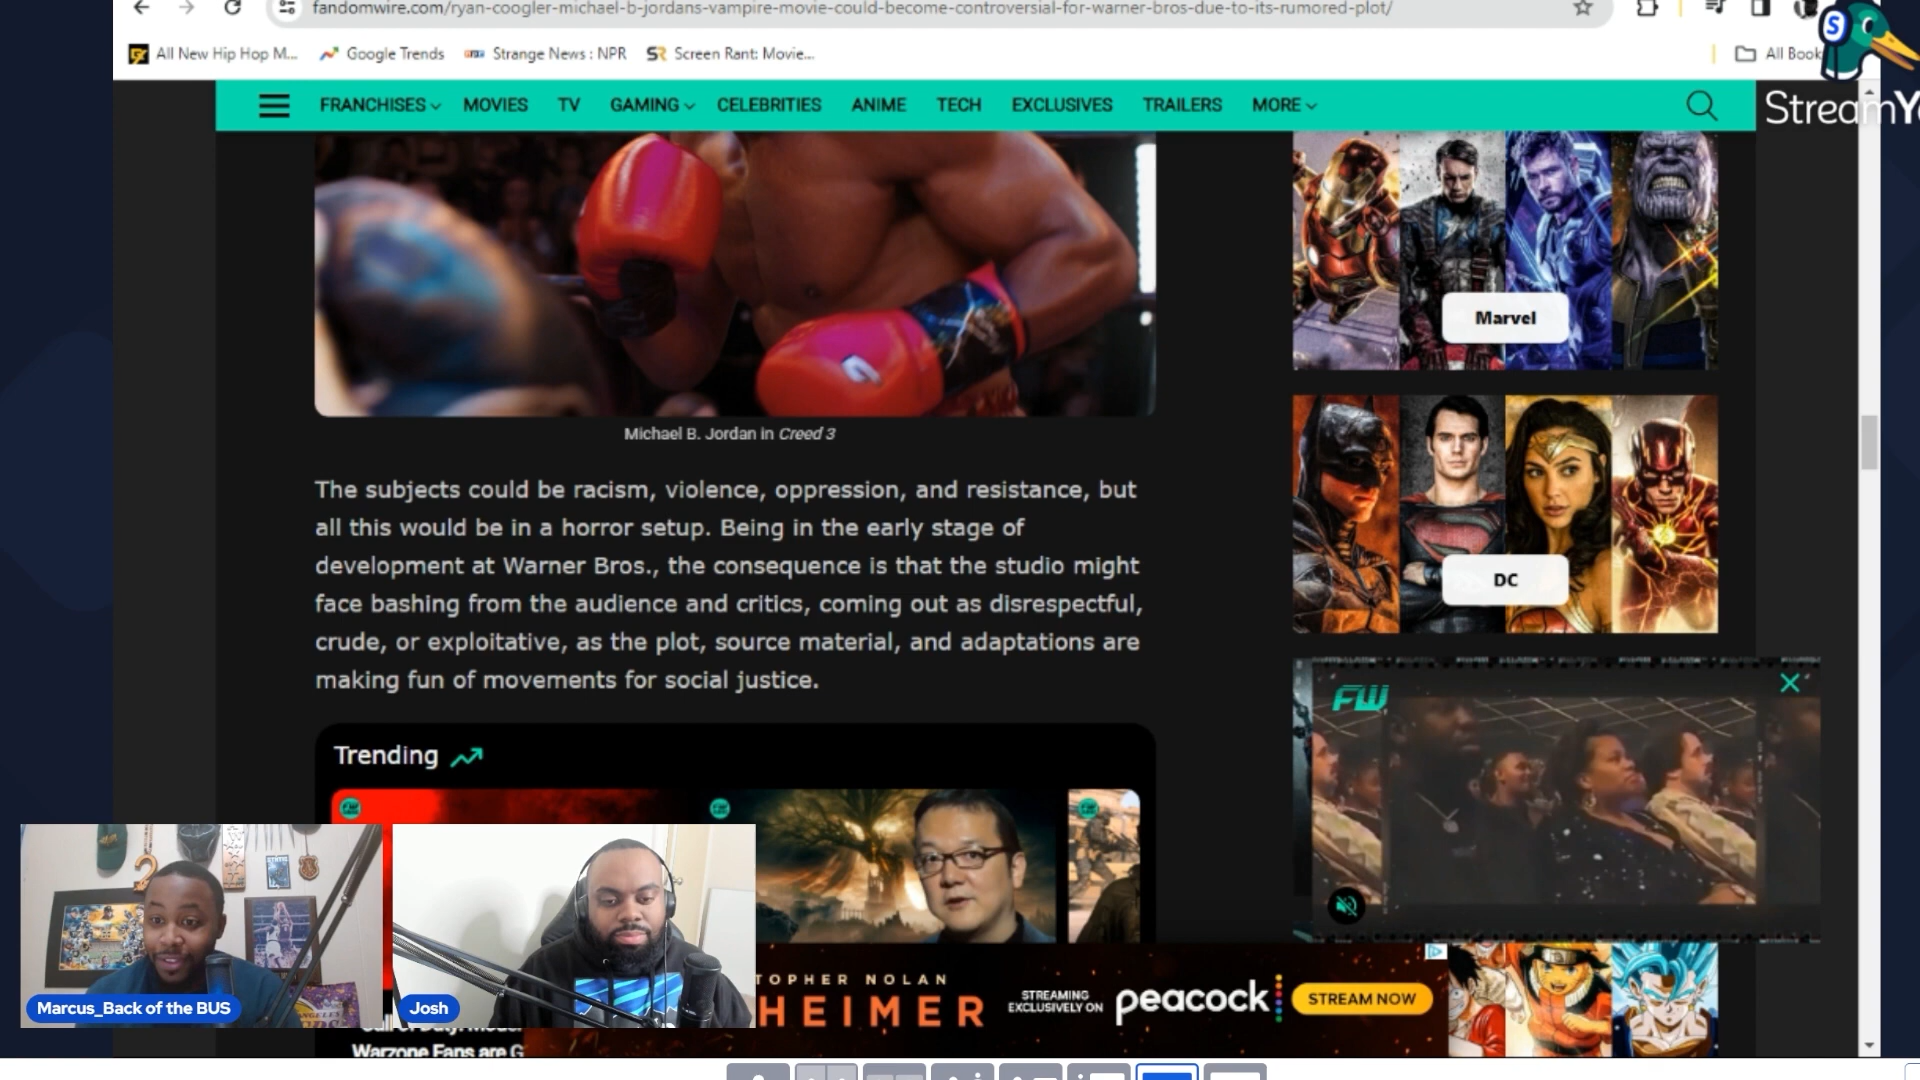 fandomwire.com/ryan-coogler-michael-b-jordans-vampire-movie-could-become-controversial-for-warner-bros-due-to-its-rumored-plot/
All New Hip Hop M... Google Trends Strange News : NPR Screen Rant: Movie... All Book
S
StreamY
FRANCHISES MOVIES TV GAMING CELEBRITIES ANIME TECH EXCLUSIVES TRAILERS MORE
Marvel
Michael B. Jordan in Creed 3
The subjects could be racism, violence, oppression, and resistance, but
all this would be in a horror setup. Being in the early stage of
development at Warner Bros., the consequence is that the studio might
face bashing from the audience and critics, coming out as disrespectful,
crude, or exploitative, as the plot, source material, and adaptations are
making fun of movements for social justice.
DC
FW
Trending
Marcus_Back of the BUS
Josh
TOPHER NOLAN
HEIMER
STREAMING
EXCLUSIVELY ON
peacock
STREAM NOW
Warzone Fans are G